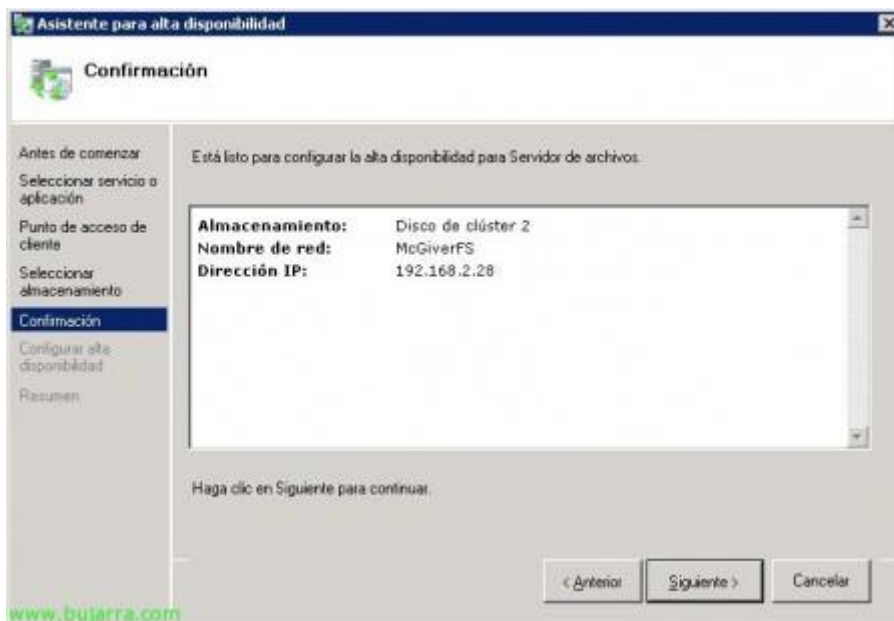 Asistente para alta disponibilidad
Confirmación
Antes de comenzar
Seleccionar servicio o
aplicación
Punto de acceso de
cliente
Seleccionar
almacenamiento
Confirmación
Configurar alta
disponibilidad
Resumen
Está listo para configurar la alta disponibilidad para Servidor de archivos.
Almacenamiento: Disco de clúster 2
Nombre de red: McGiverFS
Dirección IP: 192.168.2.28
Haga clic en Siguiente para continuar.
< Anterior
Siguiente >
Cancelar
www.bujarra.com